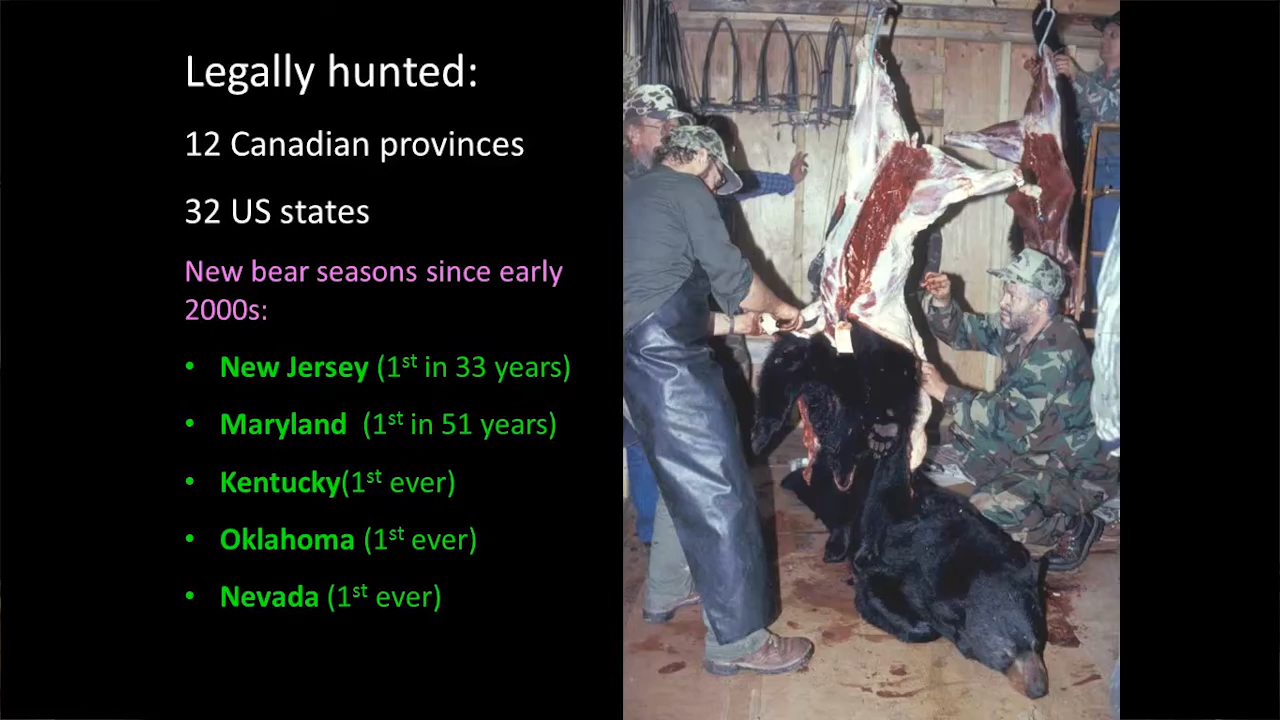 Legally hunted:
12 Canadian provinces
32 US states
New bear seasons since early
2000s:
• New Jersey (1st in 33 years)
• Maryland (1st in 51 years)
• Kentucky(1st ever)
• Oklahoma (1st ever)
• Nevada (1st ever)